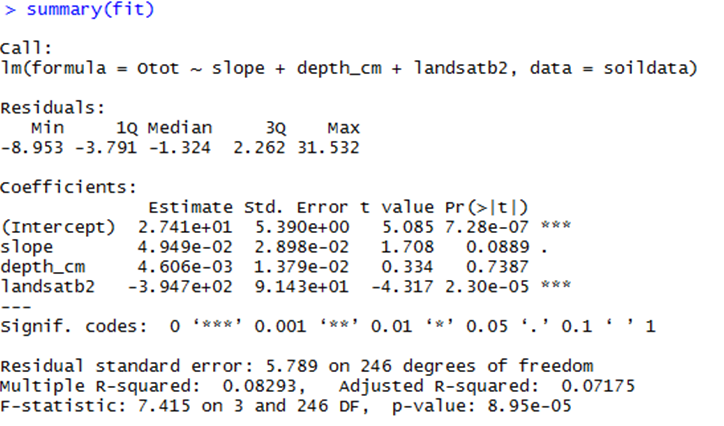 > summary(fit)
Call:
lm(formula = Otot ~ slope + depth_cm + landsatb2, data = soildata)
Residuals:
   Min     1Q Median     3Q    Max
-8.953 -3.791 -1.324  2.262 31.532
Coefficients:
              Estimate Std. Error t value Pr(>|t|)
(Intercept)  2.741e+01  5.390e+00   5.085 7.28e-07 ***
slope        4.949e-02  2.898e-02   1.708   0.0889 .
depth_cm     4.606e-03  1.379e-02   0.334   0.7387
landsatb2   -3.947e+02  9.143e+01  -4.317 2.30e-05 ***
---
Signif. codes:  0 ‘***’ 0.001 ‘**’ 0.01 ‘*’ 0.05 ‘.’ 0.1 ‘ ’ 1
Residual standard error: 5.789 on 246 degrees of freedom
Multiple R-squared:  0.08293,   Adjusted R-squared:  0.07175
F-statistic: 7.415 on 3 and 246 DF,  p-value: 8.95e-05